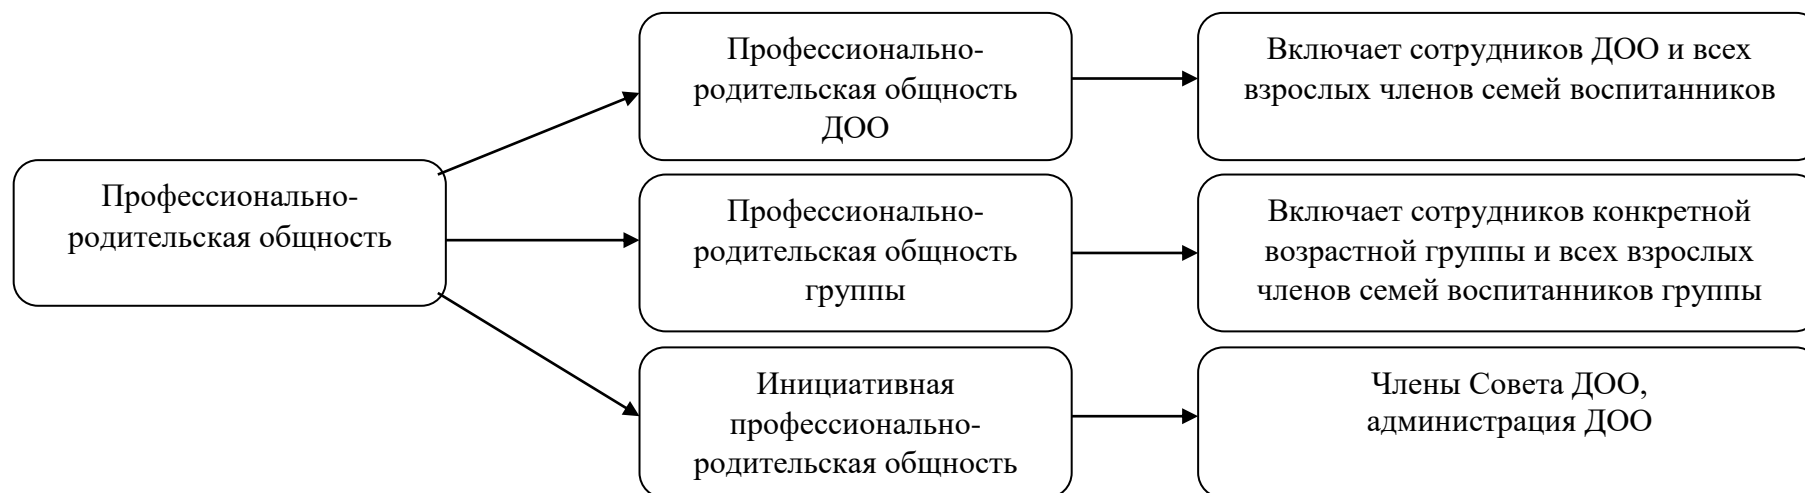 Профессионально-
родительская общность
Профессионально-
родительская общность
ДОО
Включает сотрудников ДОО и всех
взрослых членов семей воспитанников
Профессионально-
родительская общность
группы
Включает сотрудников конкретной
возрастной группы и всех взрослых
членов семей воспитанников группы
Инициативная
профессионально-
родительская общность
Члены Совета ДОО,
администрация ДОО